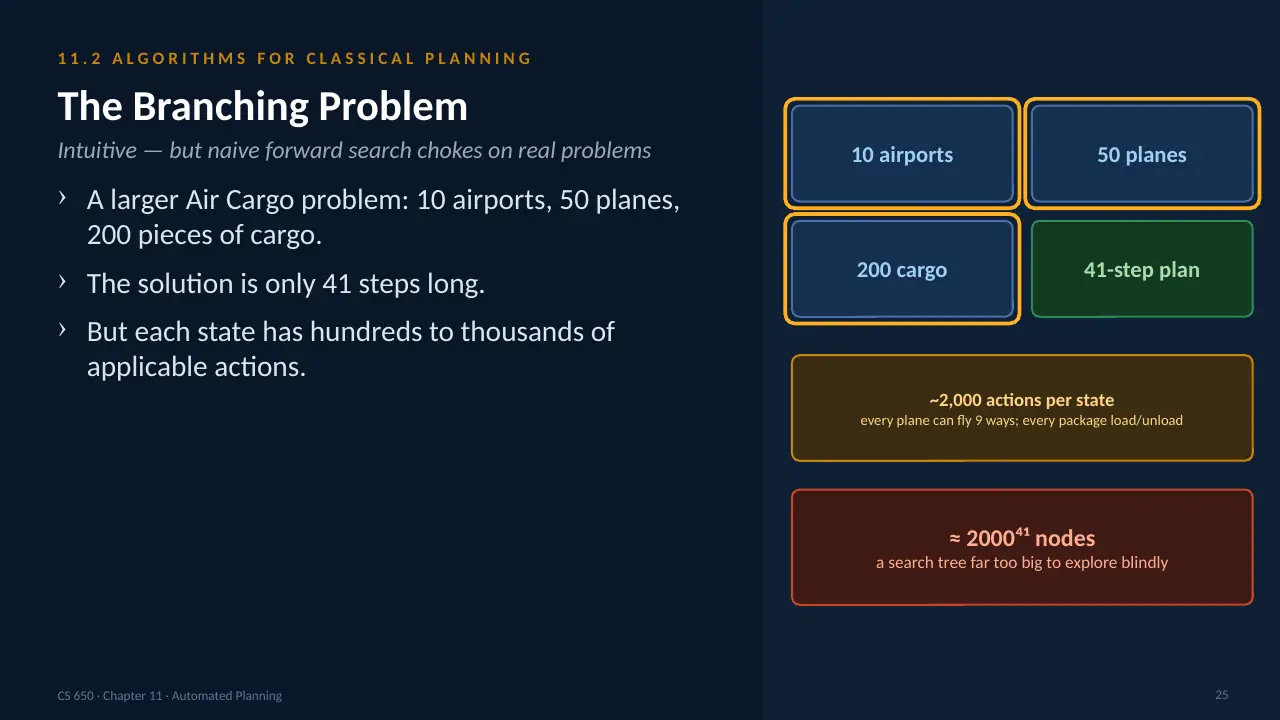 11.2 ALGORITHMS FOR CLASSICAL PLANNING
The Branching Problem
Intuitive — but naive forward search chokes on real problems
› A larger Air Cargo problem: 10 airports, 50 planes,
200 pieces of cargo.
› The solution is only 41 steps long.
› But each state has hundreds to thousands of
applicable actions.
10 airports
50 planes
200 cargo
41-step plan
~2,000 actions per state
every plane can fly 9 ways; every package load/unload
≈ 2000⁴¹ nodes
a search tree far too big to explore blindly
CS 650 · Chapter 11 · Automated Planning
25